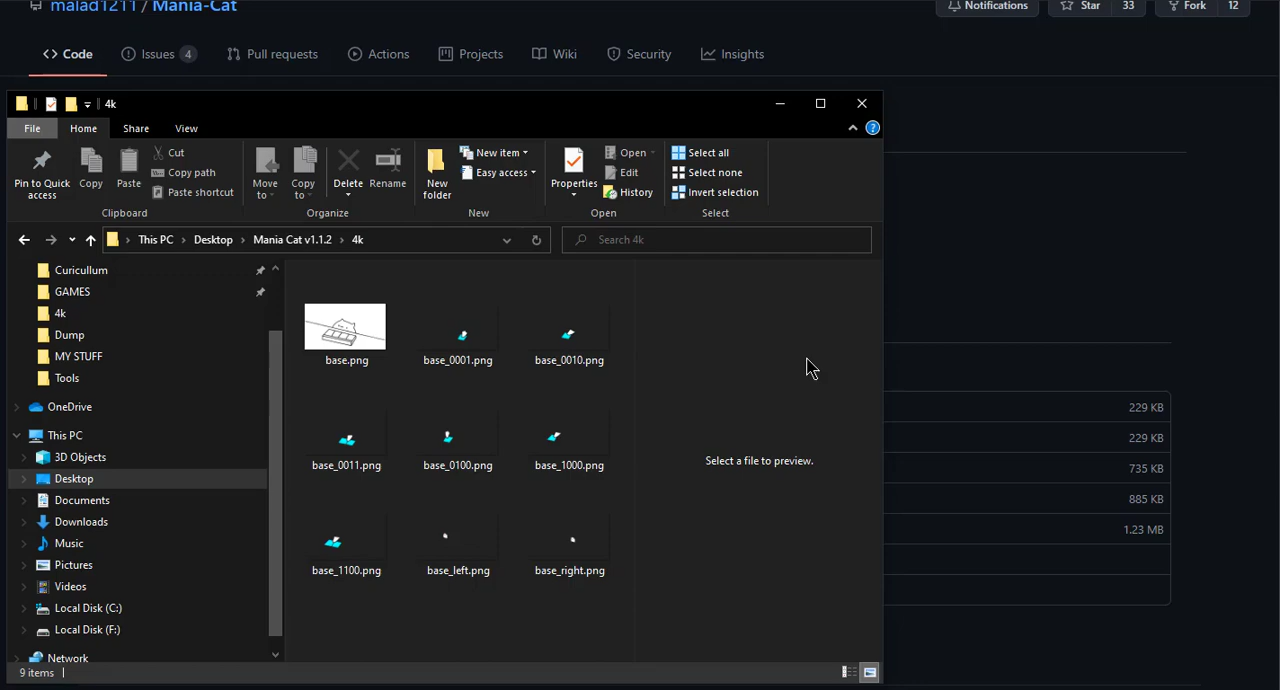 malad1211 / Mania-Cat
Notifications
Star 33
Fork 12
Code
Issues 4
Pull requests
Actions
Projects
Wiki
Security
Insights
4k
File
Home
Share
View
Pin to Quick access
Copy
Paste
Cut
Copy path
Paste shortcut
Clipboard
Move to
Copy to
Delete
Rename
Organize
New folder
New item
Easy access
New
Properties
Open
Edit
History
Open
Select all
Select none
Invert selection
Select
This PC > Desktop > Mania Cat v1.1.2 > 4k
Search 4k
Curicullum
GAMES
4k
Dump
MY STUFF
Tools
OneDrive
This PC
3D Objects
Desktop
Documents
Downloads
Music
Pictures
Videos
Local Disk (C:)
Local Disk (F:)
Network
base.png
base_0001.png
base_0010.png
base_0011.png
base_0100.png
base_1000.png
base_1100.png
base_left.png
base_right.png
Select a file to preview.
229 KB
229 KB
735 KB
885 KB
1.23 MB
9 items